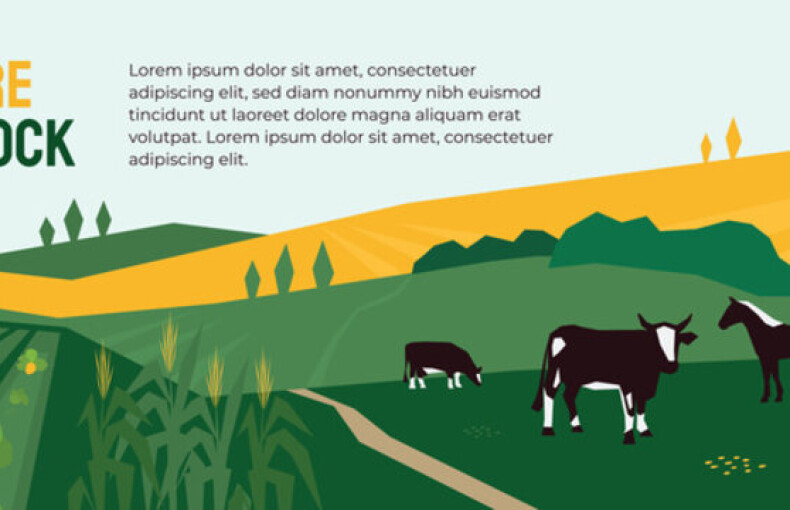 RE
OCK
Lorem ipsum dolor sit amet, consectetuer
adipiscing elit, sed diam nonummy nibh euismod
tincidunt ut laoreet dolore magna aliquam erat
volutpat. Lorem ipsum dolor sit amet, consectetuer
adipiscing elit.